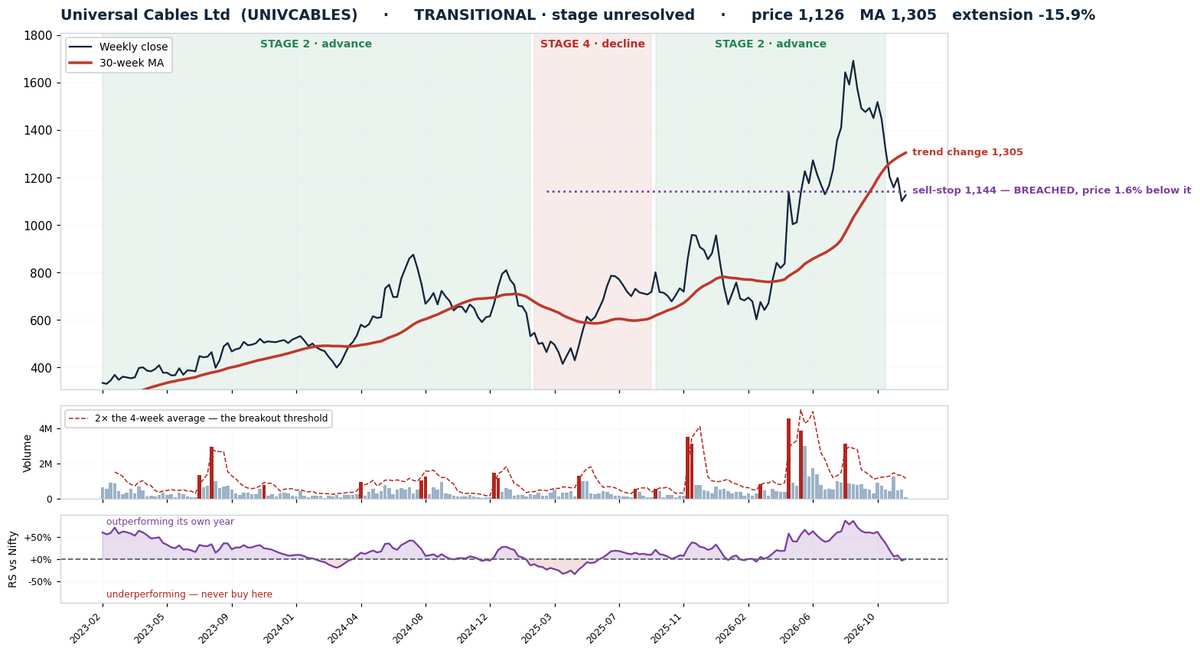 Universal Cables Ltd (UNIVCABLES) · TRANSITIONAL · stage unresolved · price 1,126 MA 1,305 extension -15.9%
1800
1600
1400
1200
1000
800
600
400
Weekly close
30-week MA
STAGE 2 · advance
STAGE 4 · decline
STAGE 2 · advance
trend change 1,305
sell-stop 1,144 — BREACHED, price 1.6% below it
Volume
4M
2M
0
2× the 4-week average — the breakout threshold
RS vs Nifty
+50%
+0%
-50%
outperforming its own year
underperforming — never buy here
2023-02
2023-05
2023-09
2024-01
2024-04
2024-08
2024-12
2025-03
2025-07
2025-11
2026-02
2026-06
2026-10